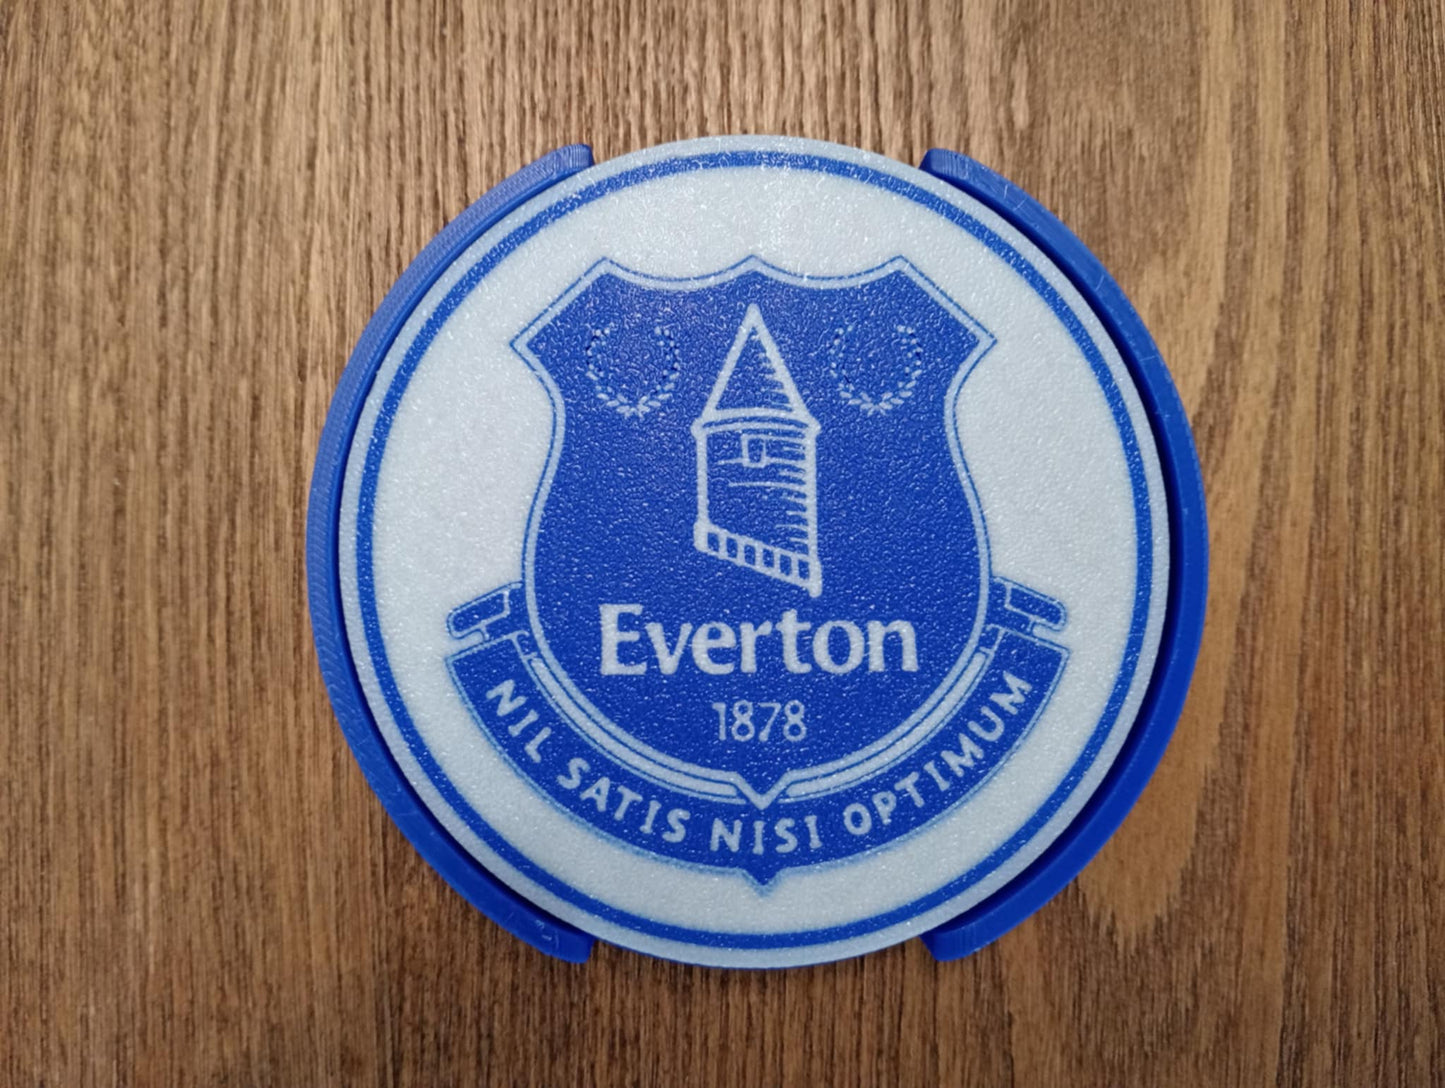 Everton
1878
NIL SATIS NISI OPTIMUM